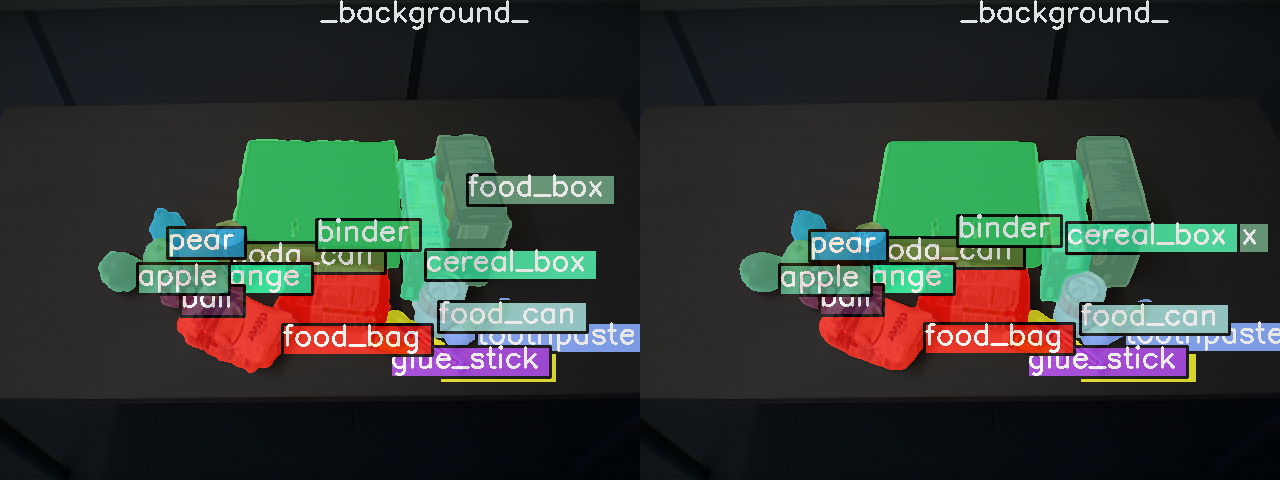 _background_
_background_
food_box
pear
binder
oda_can
cereal_box
apple
ange
ball
food_can
food_bag
toothpaste
glue_stick
pear
binder
cereal_box
x
oda_can
apple
ange
ball
food_can
food_bag
toothpaste
glue_stick